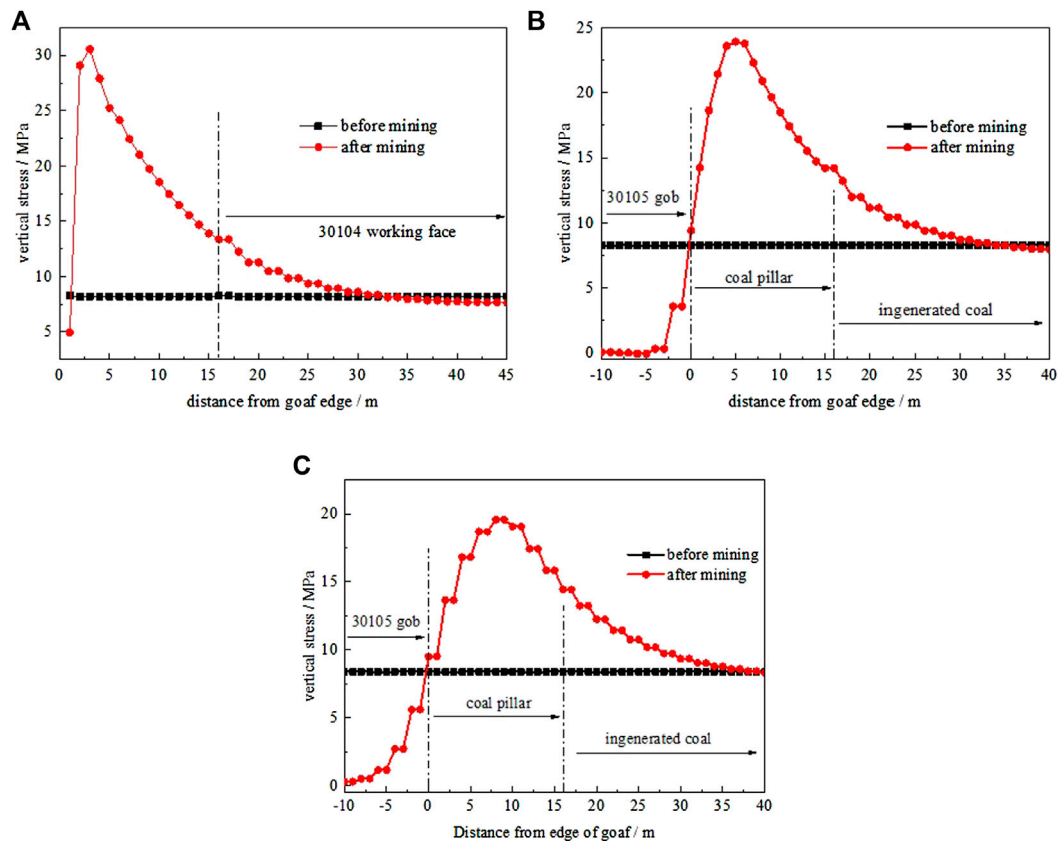 A
vertical stress / MPa
30
25
20
15
10
5
before mining
after mining
30104 working face
0 5 10 15 20 25 30 35 40 45
distance from goaf edge / m
B
vertical stress / MPa
25
20
15
10
5
0
before mining
after mining
30105 gob
coal pillar
ingenerated coal
-10 -5 0 5 10 15 20 25 30 35 40
distance from goaf edge / m
C
vertical stress / MPa
20
15
10
5
0
before mining
after mining
30105 gob
coal pillar
ingenerated coal
-10 -5 0 5 10 15 20 25 30 35 40
Distance from edge of goaf / m